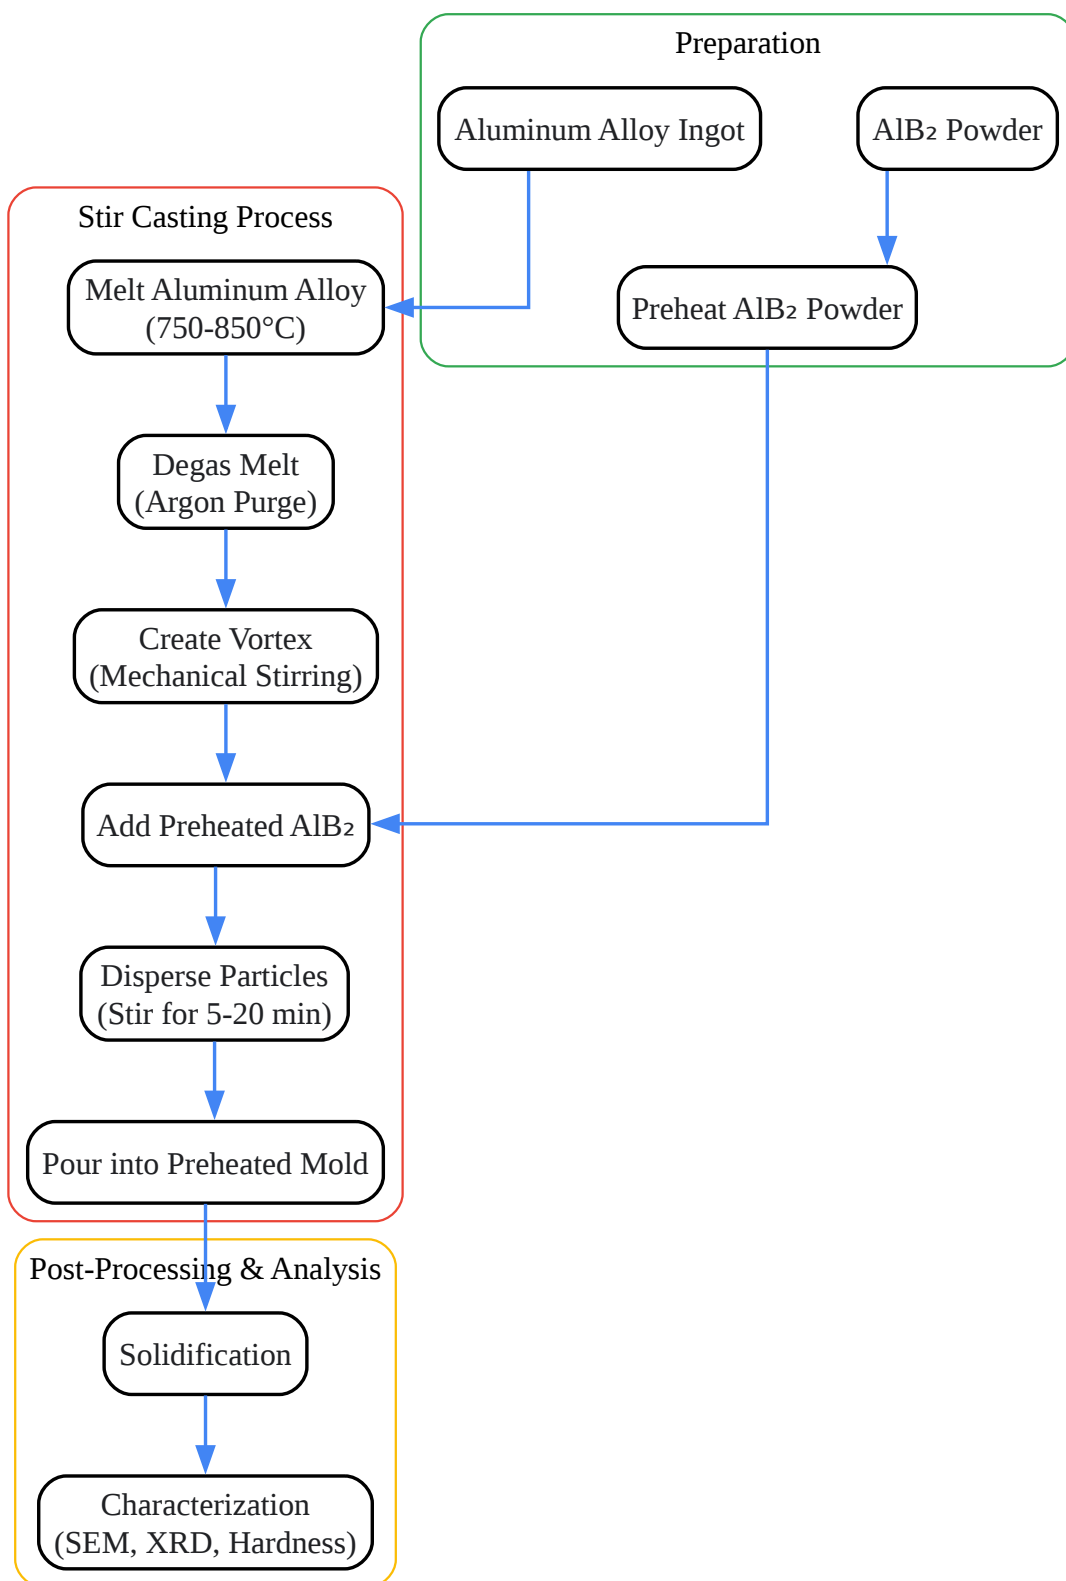 Preparation
Aluminum Alloy Ingot
AlB₂ Powder
Preheat AlB₂ Powder
Stir Casting Process
Melt Aluminum Alloy
(750-850°C)
Degas Melt
(Argon Purge)
Create Vortex
(Mechanical Stirring)
Add Preheated AlB₂
Disperse Particles
(Stir for 5-20 min)
Pour into Preheated Mold
Post-Processing & Analysis
Solidification
Characterization
(SEM, XRD, Hardness)